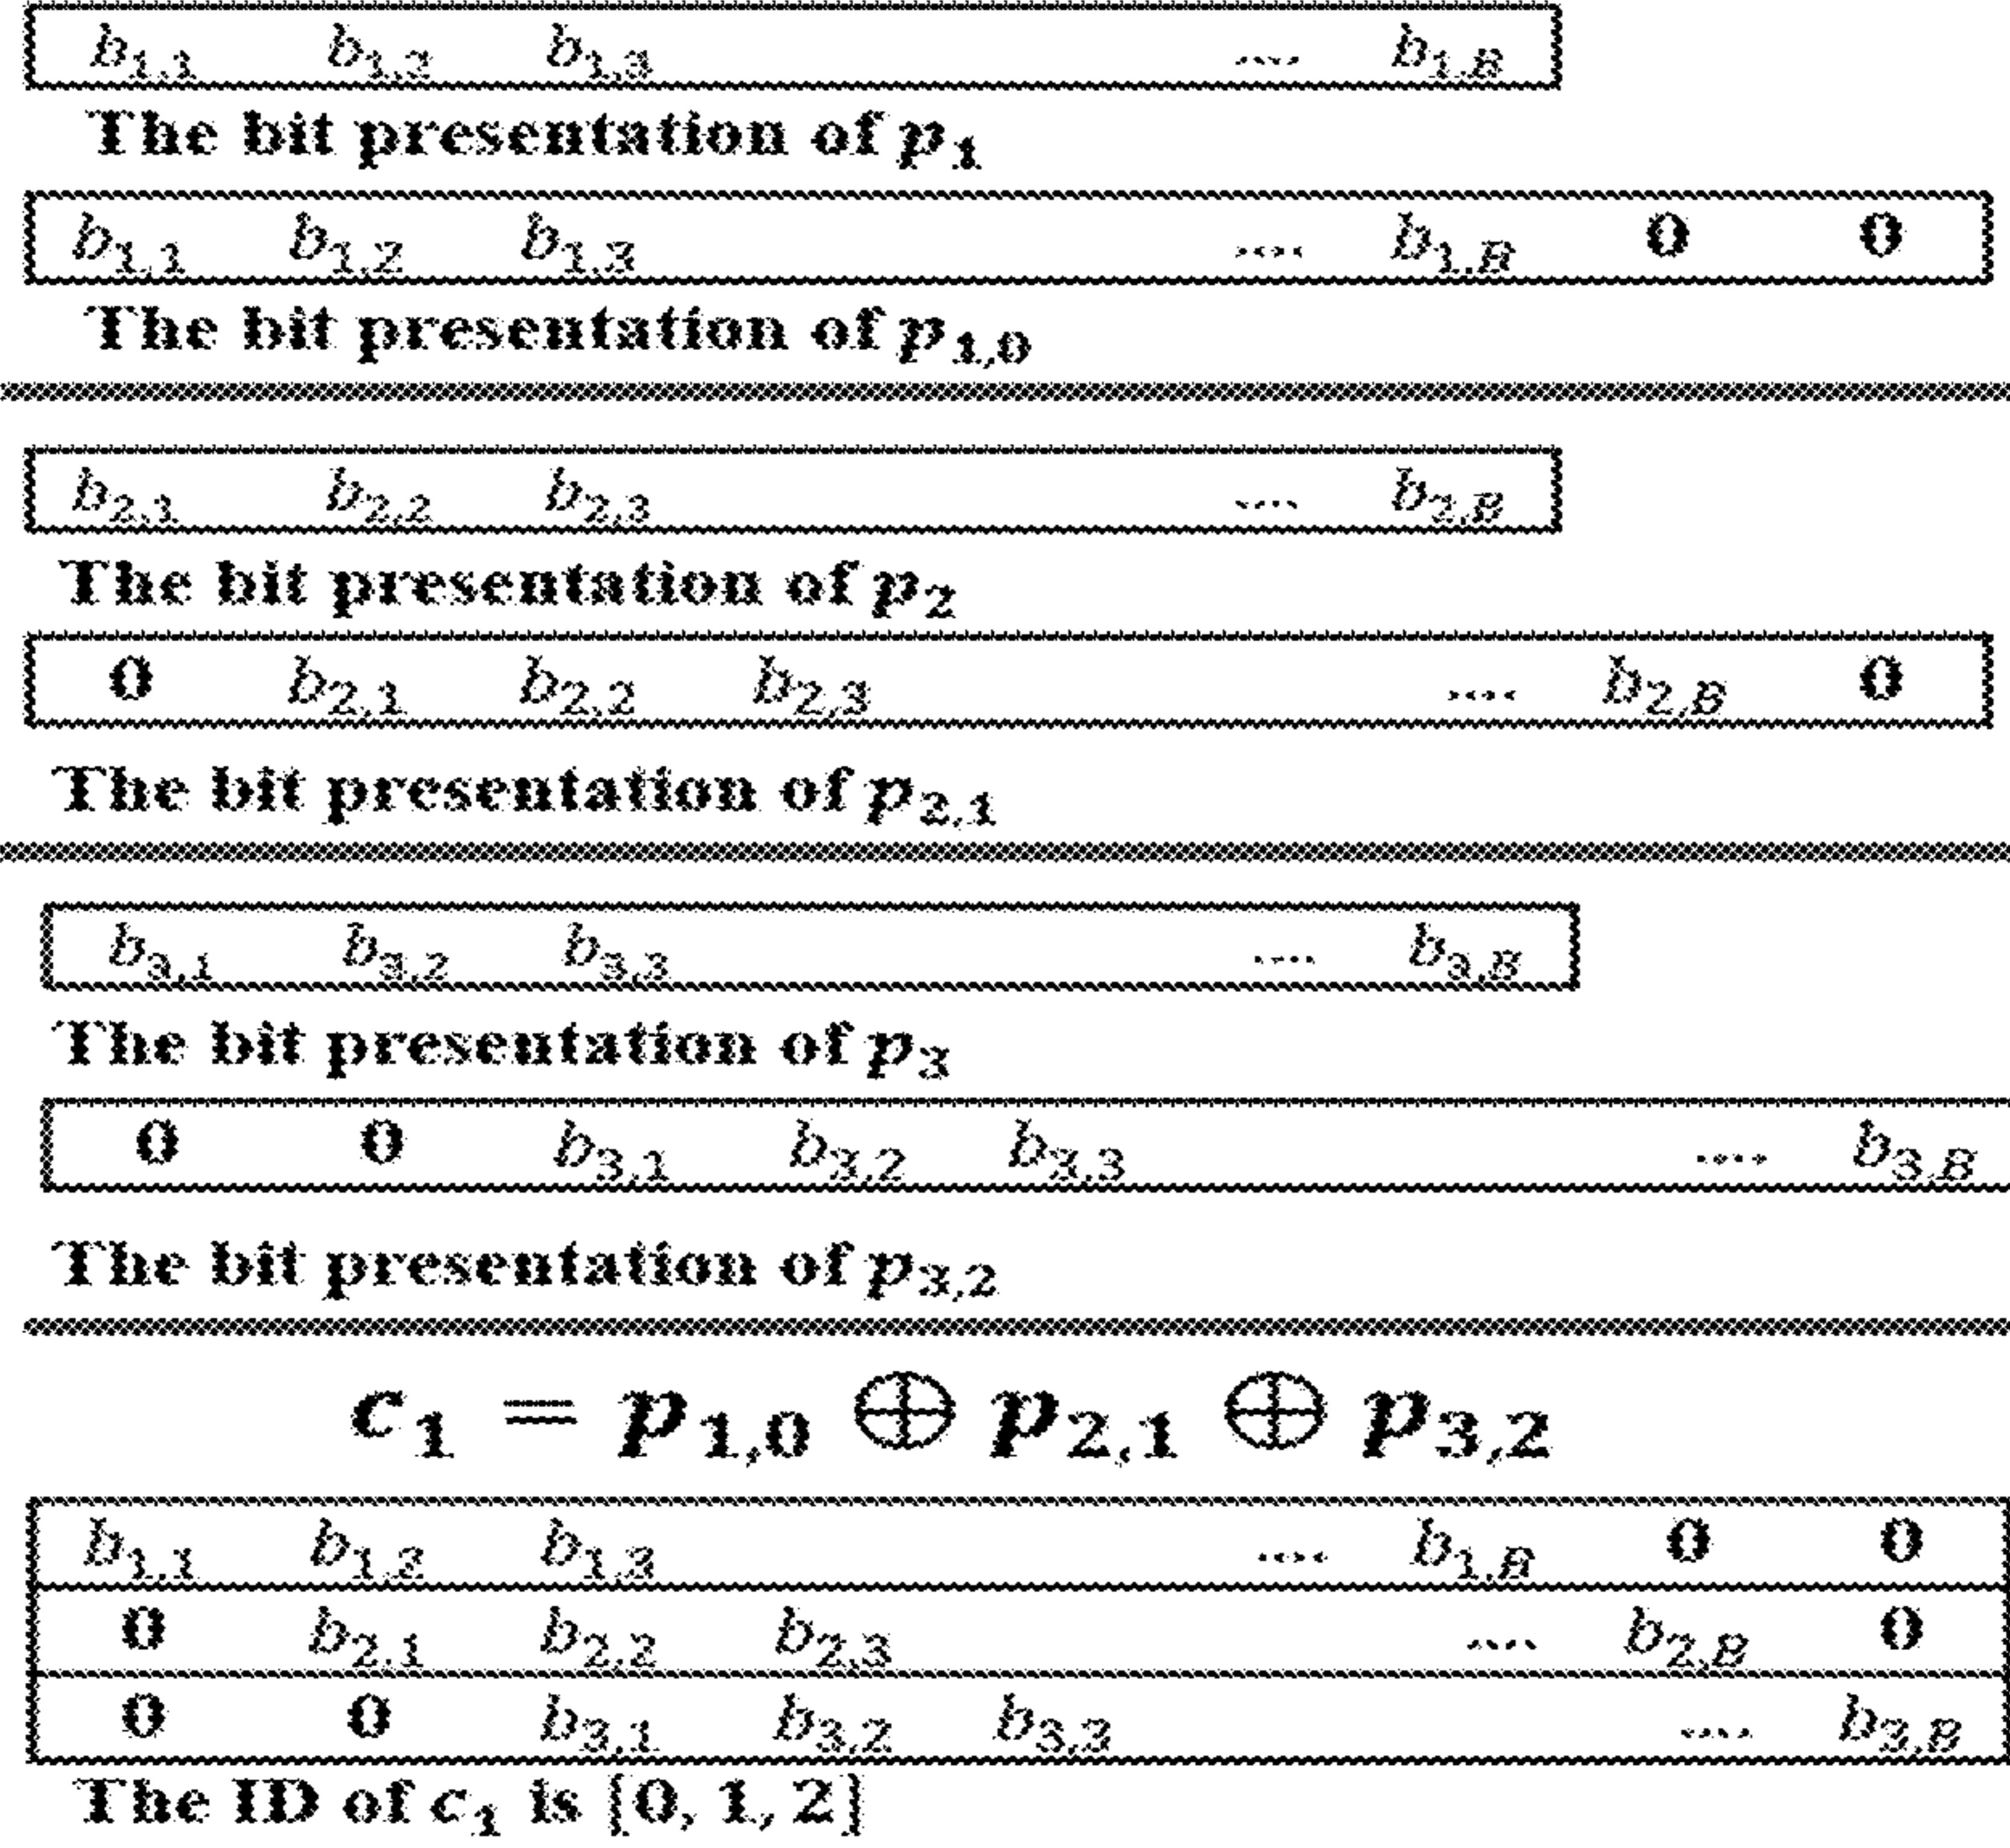 b₁,₁ b₁,₂ b₁,₃ .... b₁,B
The bit presentation of p₁
b₁,₁ b₁,₂ b₁,₃ .... b₁,B 0 0
The bit presentation of p₁,₀
b₂,₁ b₂,₂ b₂,₃ .... b₂,B
The bit presentation of p₂
0 b₂,₁ b₂,₂ b₂,₃ .... b₂,B 0
The bit presentation of p₂,₁
b₃,₁ b₃,₂ b₃,₃ .... b₃,B
The bit presentation of p₃
0 0 b₃,₁ b₃,₂ b₃,₃ .... b₃,B
The bit presentation of p₃,₂
c₁ = p₁,₀ ⊕ p₂,₁ ⊕ p₃,₂
b₁,₁ b₁,₂ b₁,₃ .... b₁,B 0 0
0 b₂,₁ b₂,₂ b₂,₃ .... b₂,B 0
0 0 b₃,₁ b₃,₂ b₃,₃ .... b₃,B
The ID of c₁ is [0, 1, 2]